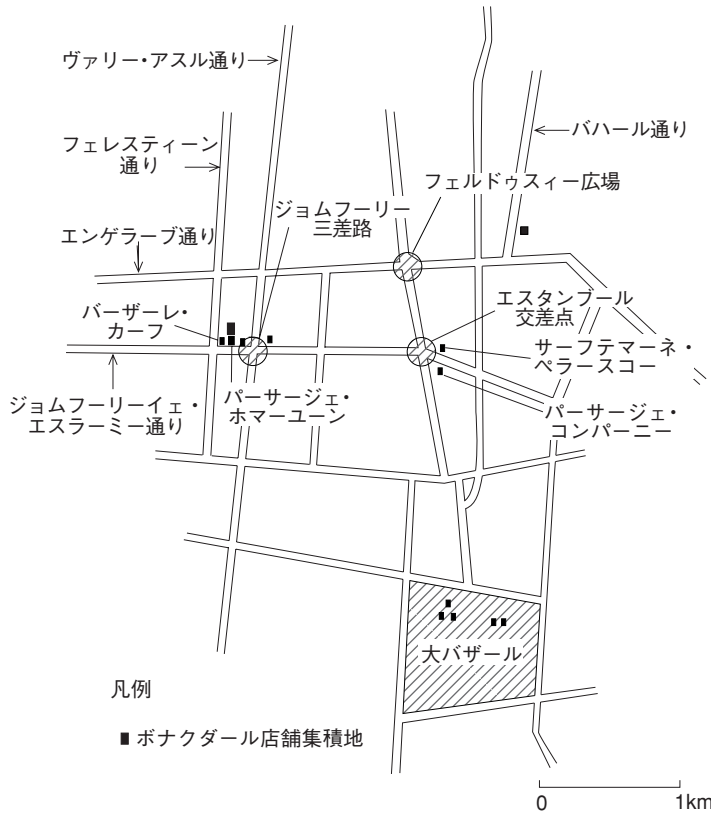 ヴァリー・アスル通り
フェレスティーン
通り
バハール通り
フェルドゥスィー広場
ジョムフーリー
三差路
エンゲラーブ通り
バーザーレ・
カーフ
エスタンブール
交差点
サーフテマーネ・
ペラースコー
ジョムフーリーイェ・
エスラーミー通り
パーサージェ・
ホマーユーン
パーサージェ・
コンパーニー
大バザール
凡例
ボナクダール店舗集積地
0 1km